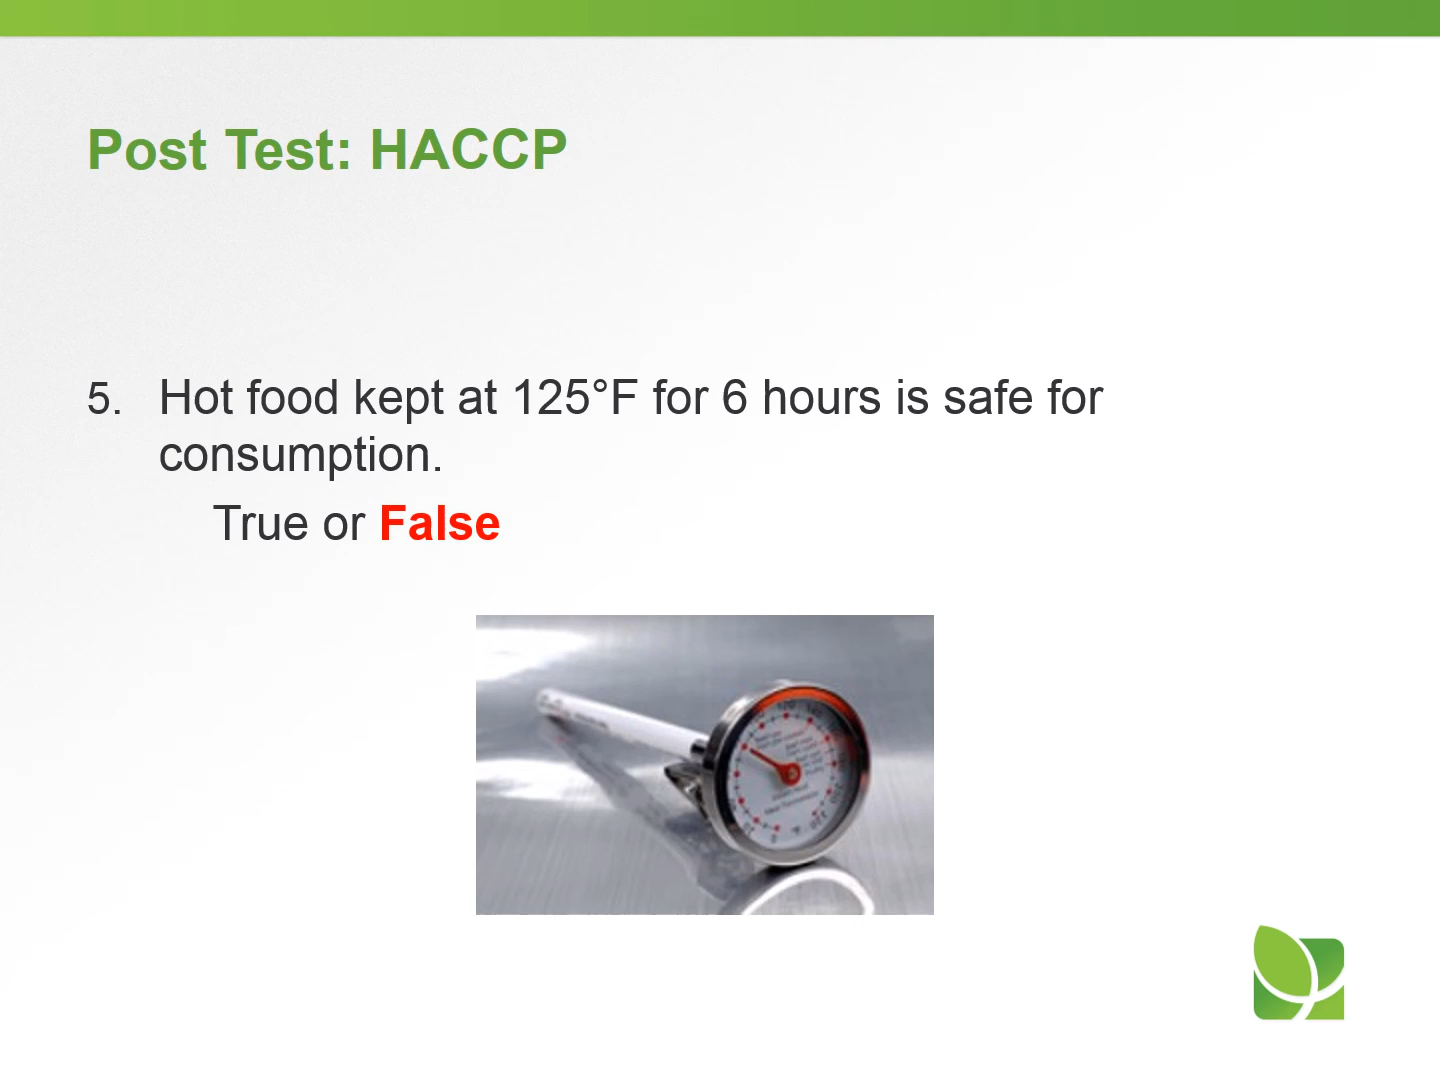 Post Test: HACCP
5. Hot food kept at 125°F for 6 hours is safe for
consumption.
True or False